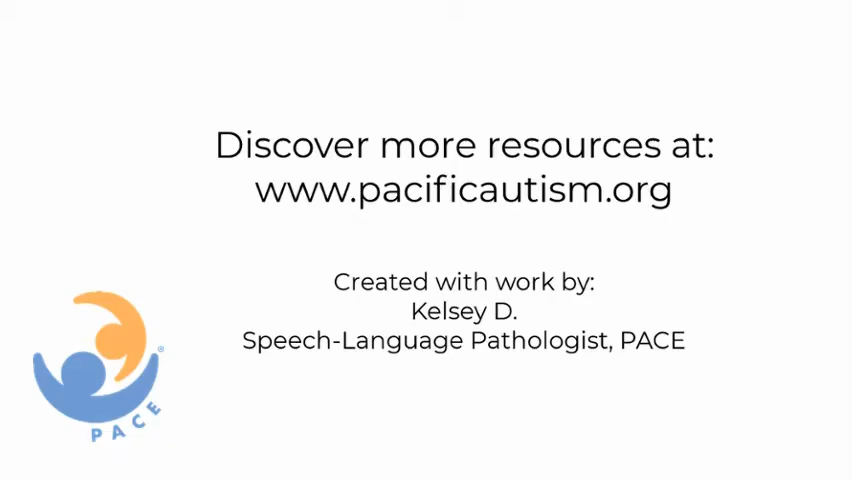 Discover more resources at:
www.pacificautism.org
Created with work by:
Kelsey D.
Speech-Language Pathologist, PACE
®
PACE